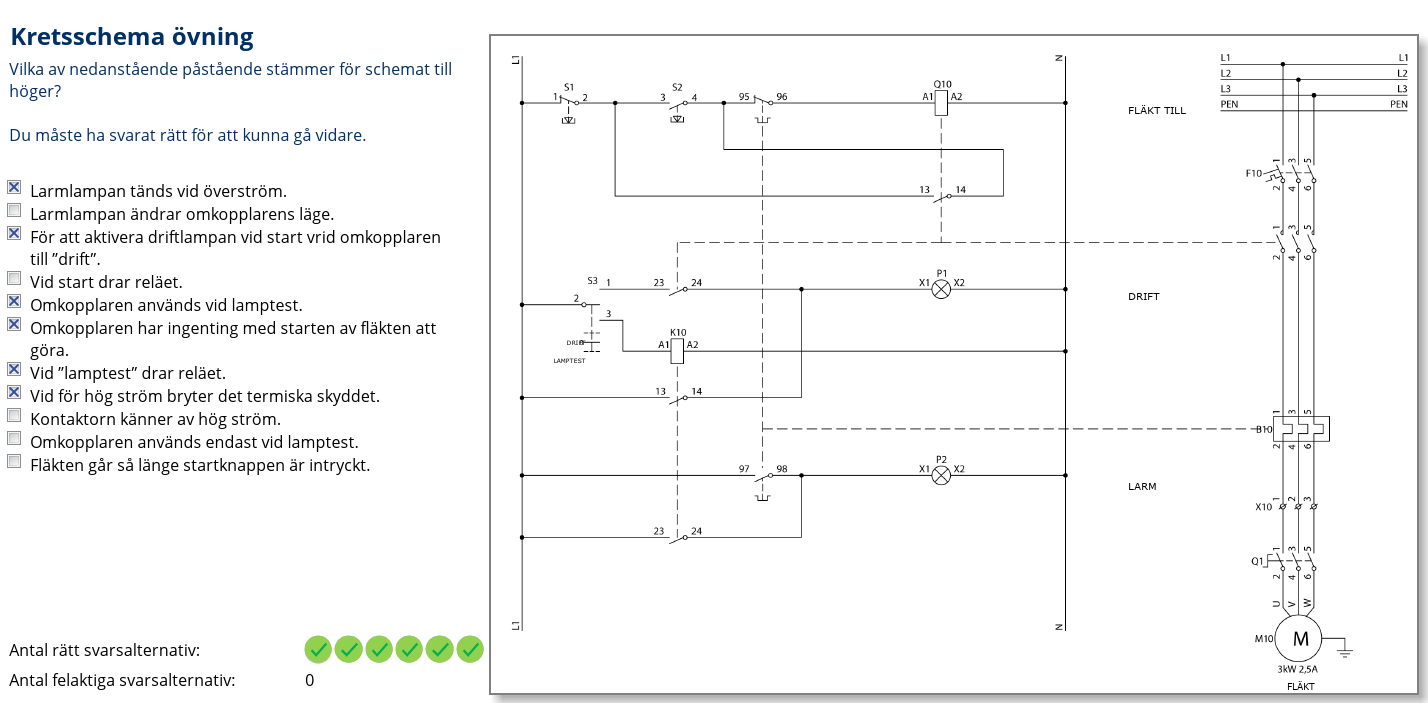 Kretsschema övning
Vilka av nedanstående påstående stämmer för schemat till
höger?
Du måste ha svarat rätt för att kunna gå vidare.
Larmlampan tänds vid överström.
Larmlampan ändrar omkopplarens läge.
För att aktivera driftlampan vid start vrid omkopplaren
till ”drift”.
Vid start drar reläet.
Omkopplaren används vid lamptest.
Omkopplaren har ingenting med starten av fläkten att
göra.
Vid ”lamptest” drar reläet.
Vid för hög ström bryter det termiska skyddet.
Kontaktorn känner av hög ström.
Omkopplaren används endast vid lamptest.
Fläkten går så länge startknappen är intryckt.
Antal rätt svarsalternativ:
Antal felaktiga svarsalternativ: 0
L1 N
S1 S2 Q10
1 2 3 4 95 96 A1 A2
FLÄKT TILL
13 14
S3 1 23 24 P1 X1 X2
2
DRIFT
3
K10
A1 A2
DRIFT
LAMPTEST
13 14
97 98 P2 X1 X2
LARM
23 24
L1 N
L1 L1
L2 L2
L3 L3
PEN PEN
1 3 5
F10
2 4 6
1 3 5
2 4 6
1 3 5
B10
2 4 6
1 2 3
X10
1 3 5
Q1
2 4 6
U V W
M10 M
3kW 2,5A
FLÄKT